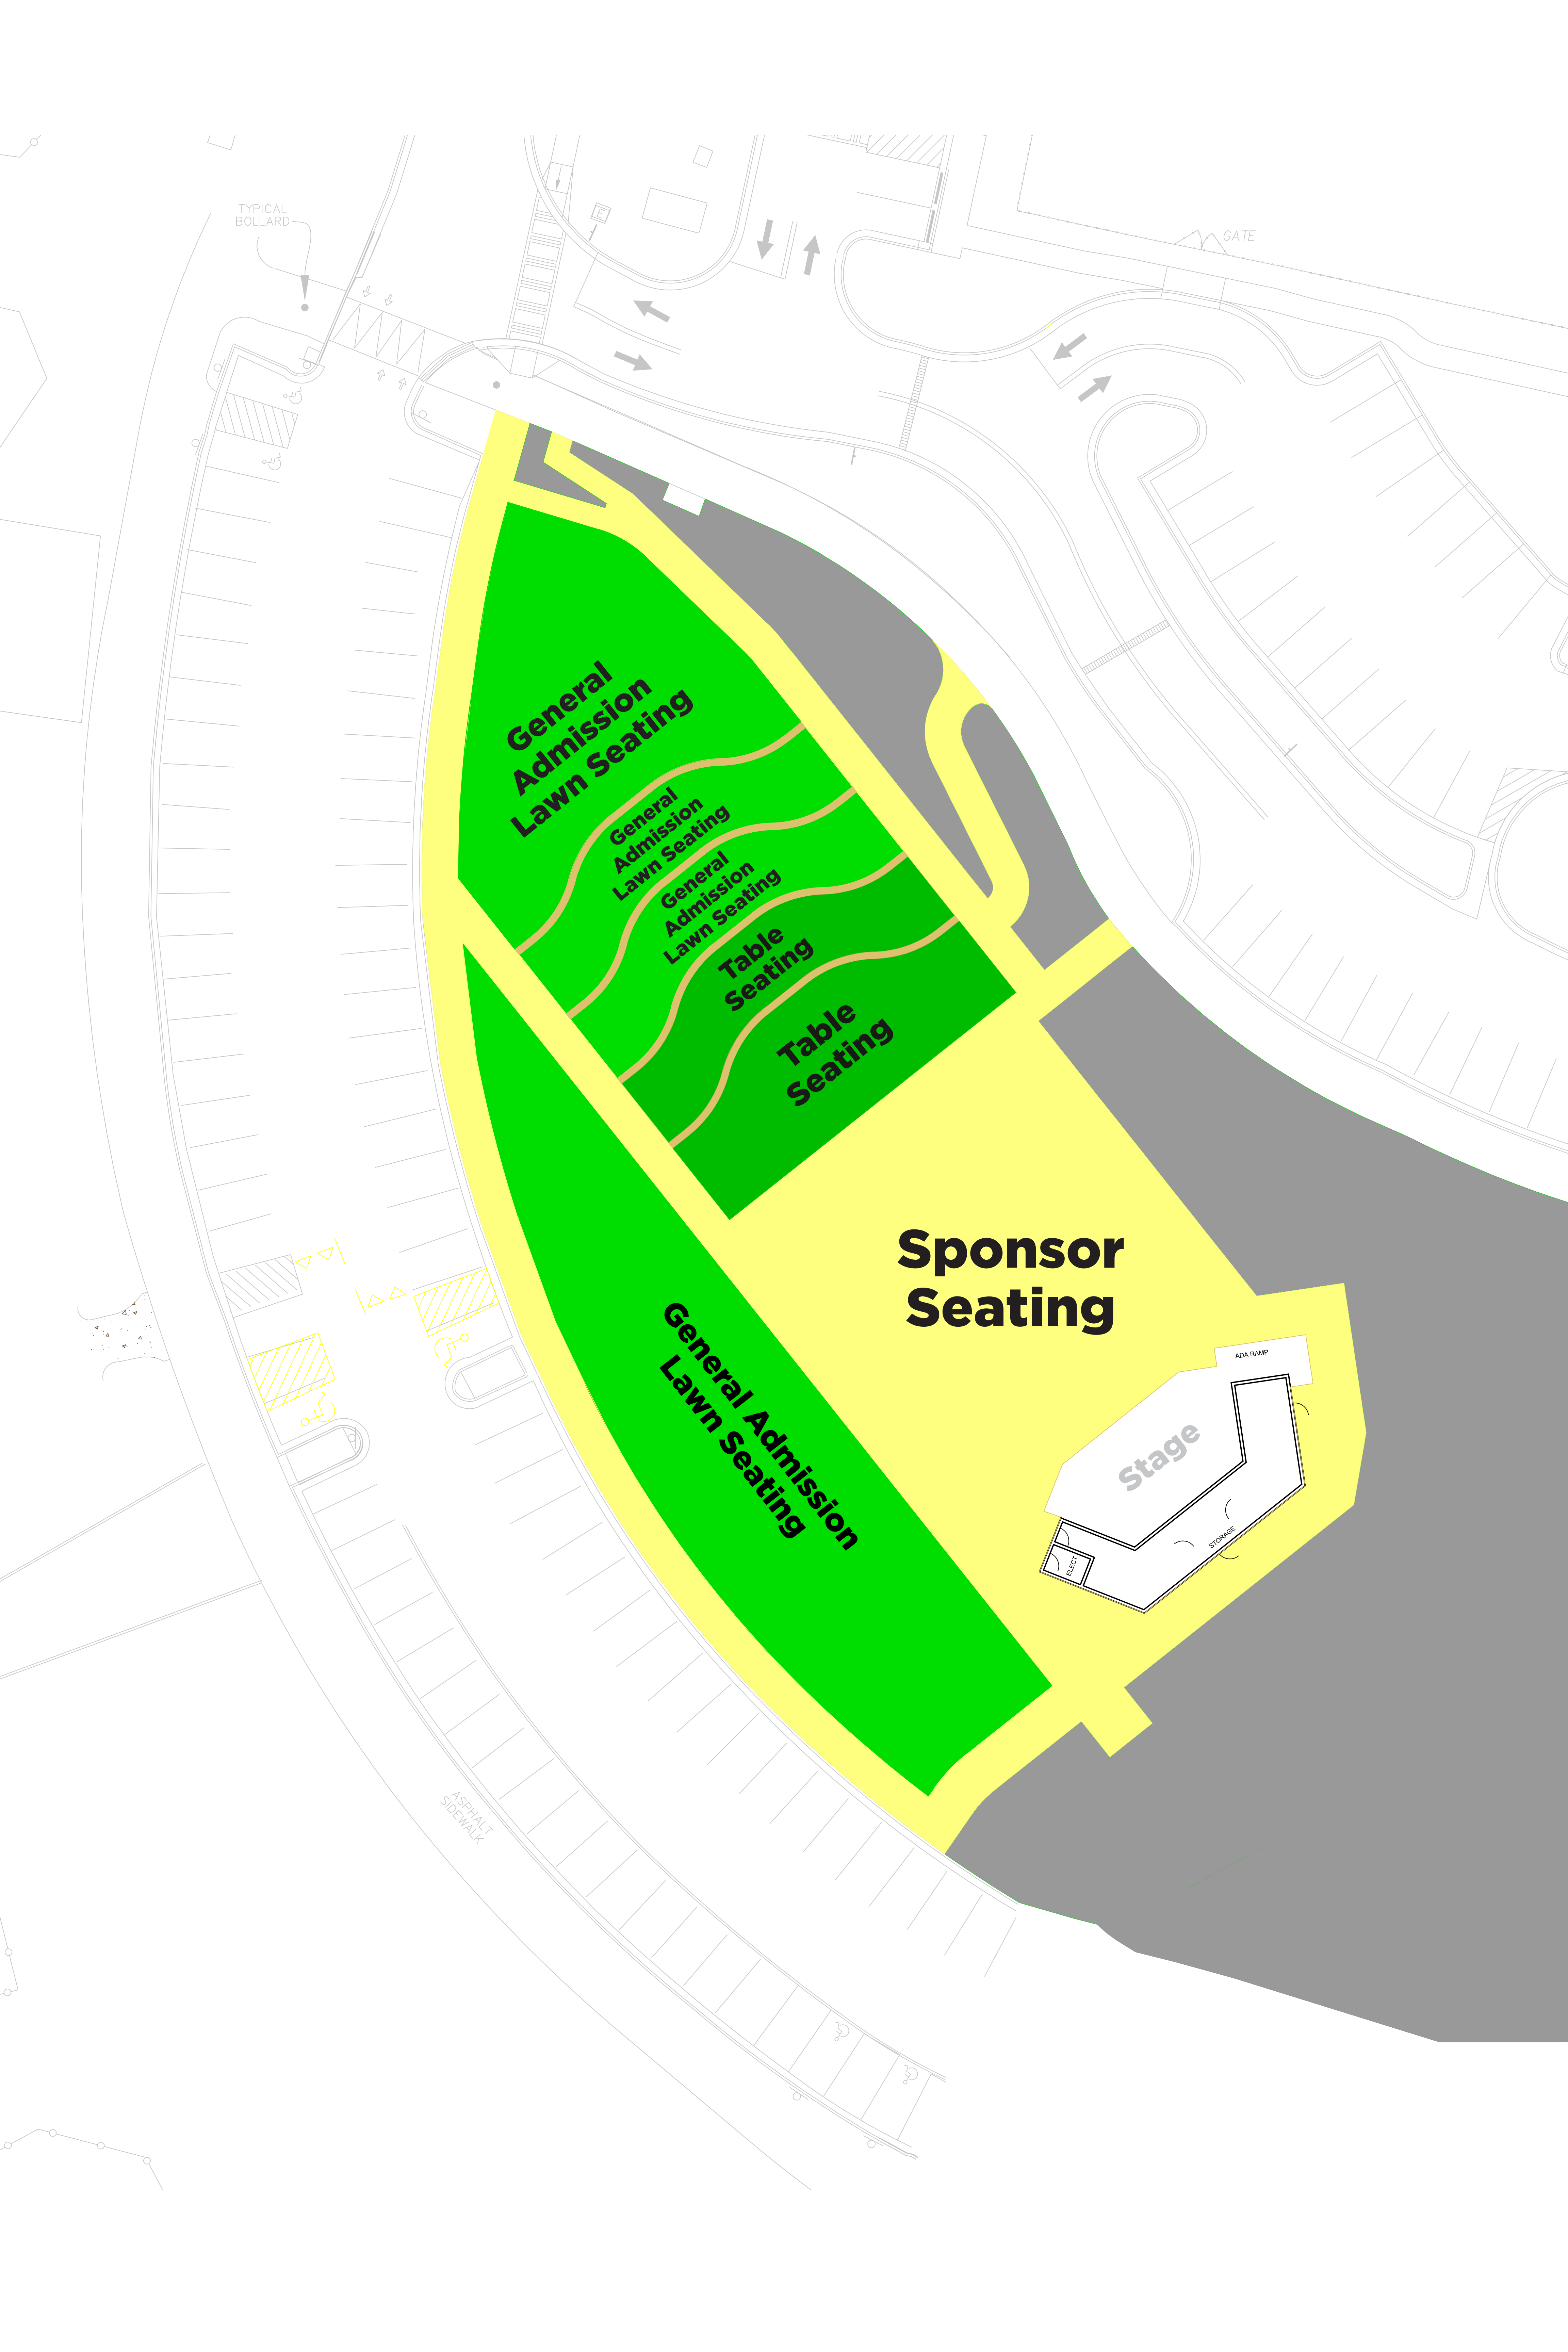 TYPICAL
BOLLARD
GATE
E
General
Admission
Lawn Seating
General
Admission
Lawn Seating
General
Admission
Lawn Seating
Table
Seating
Table
Seating
Sponsor
Seating
General Admission
Lawn Seating
ADA RAMP
Stage
STORAGE
ELECT
ASPHALT
SIDEWALK